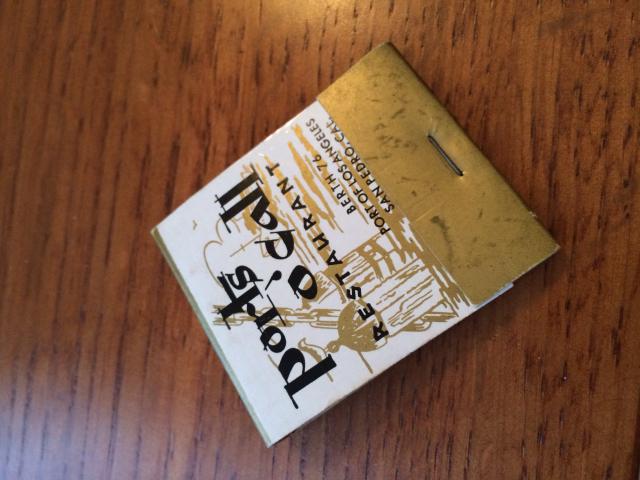 Ports
o'Call
RESTAURANT
BERTH 76
PORT OF LOS ANGELES
SAN PEDRO, CAL.